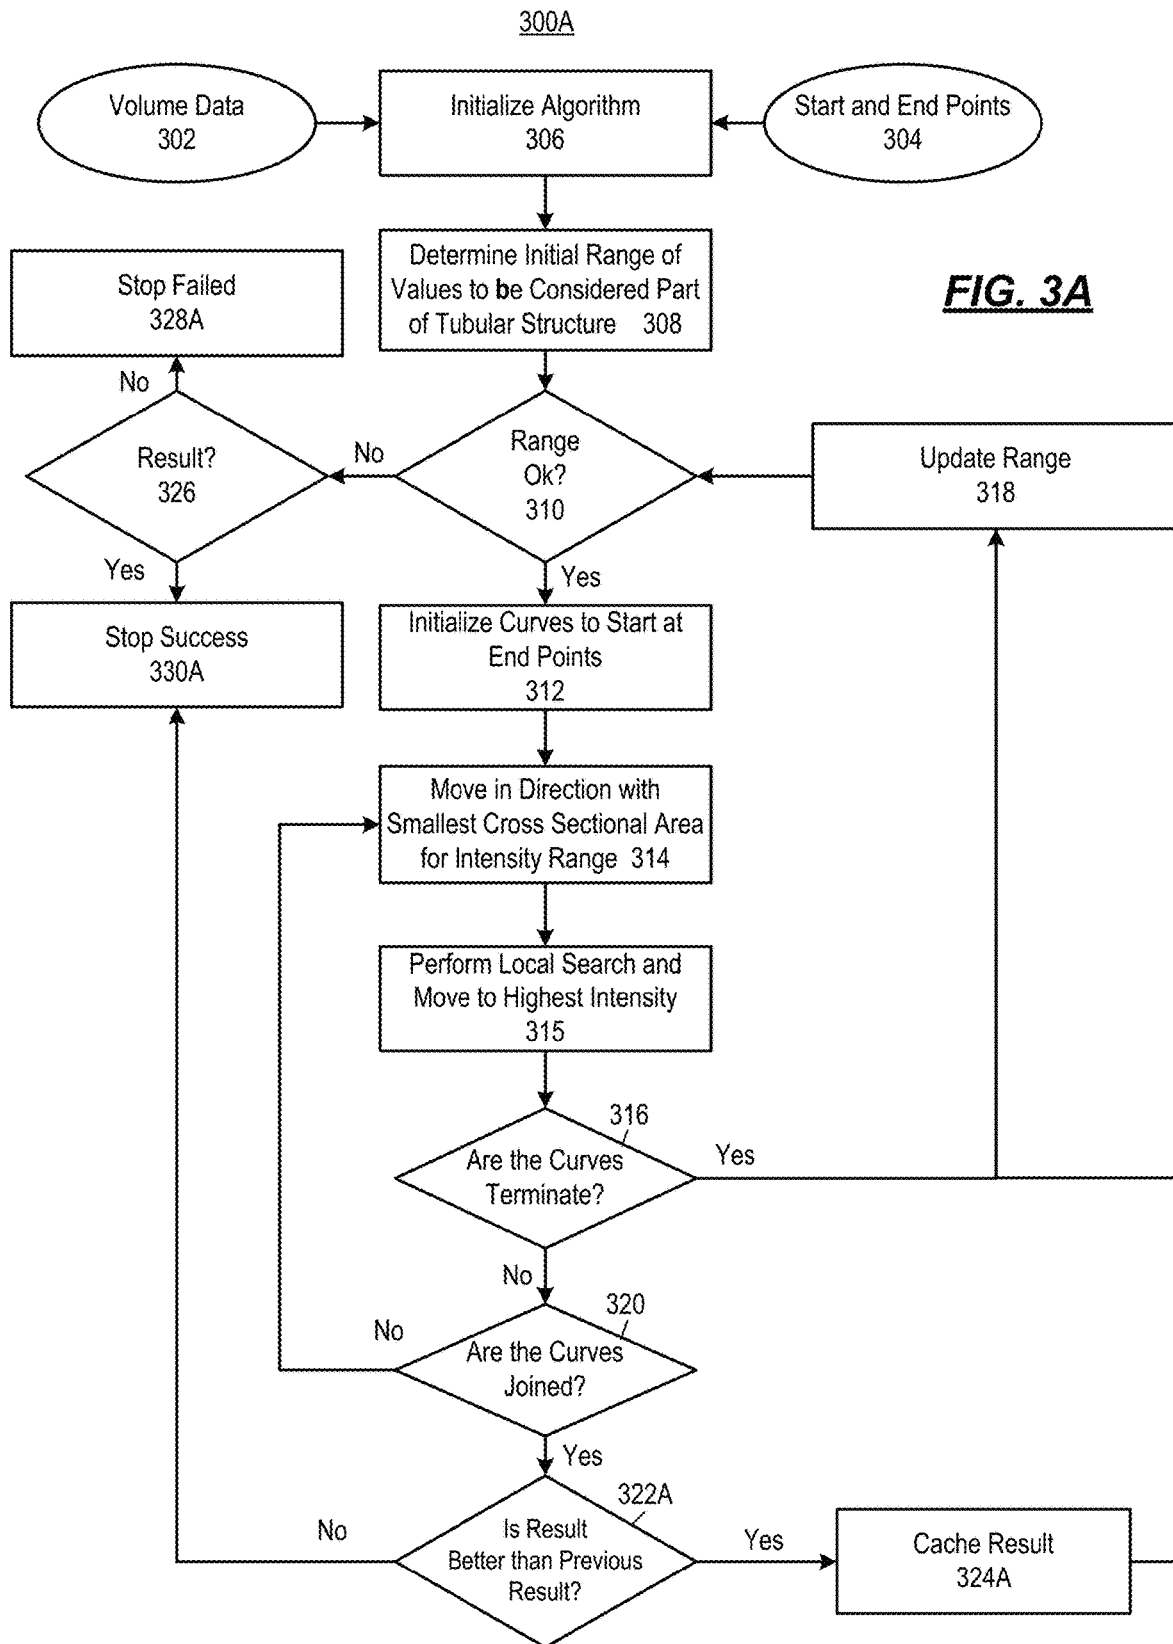 300A
Volume Data
302
Initialize Algorithm
306
Start and End Points
304
Determine Initial Range of
Values to be Considered Part
of Tubular Structure 308
FIG. 3A
Stop Failed
328A
No
Result?
326
No
Range
Ok?
310
Update Range
318
Yes
Yes
Stop Success
330A
Initialize Curves to Start at
End Points
312
Move in Direction with
Smallest Cross Sectional Area
for Intensity Range 314
Perform Local Search and
Move to Highest Intensity
315
316
Are the Curves
Terminate?
Yes
No
320
No
Are the Curves
Joined?
Yes
322A
No
Is Result
Better than Previous
Result?
Yes
Cache Result
324A